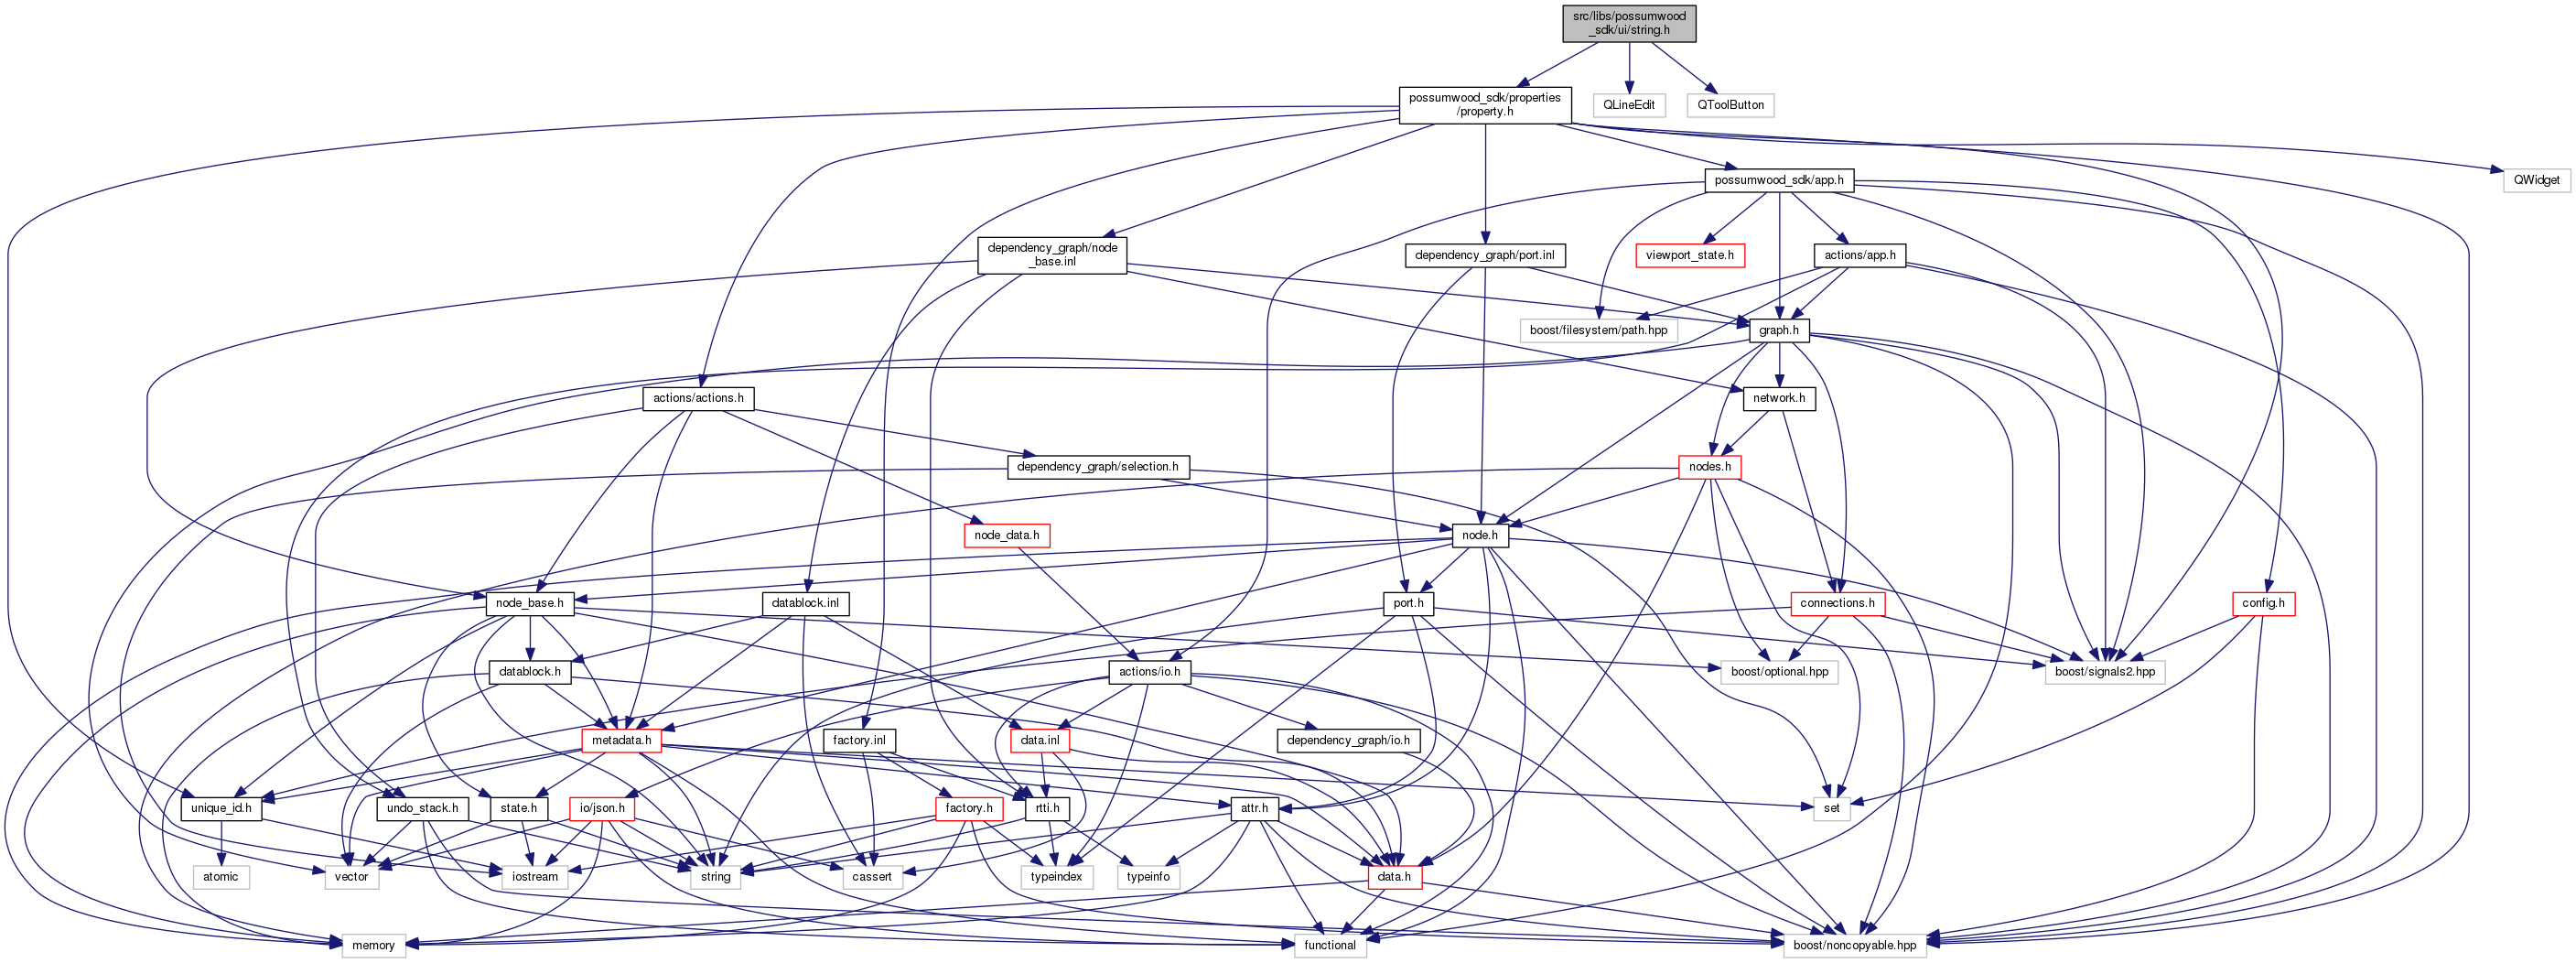 src/libs/possumwood
_sdk/ui/string.h
possumwood_sdk/properties
/property.h
QLineEdit
QToolButton
possumwood_sdk/app.h
QWidget
dependency_graph/node
_base.inl
dependency_graph/port.inl
viewport_state.h
actions/app.h
boost/filesystem/path.hpp
graph.h
actions/actions.h
network.h
dependency_graph/selection.h
nodes.h
node_data.h
node.h
node_base.h
datablock.inl
port.h
connections.h
config.h
datablock.h
actions/io.h
boost/optional.hpp
boost/signals2.hpp
metadata.h
factory.inl
data.inl
dependency_graph/io.h
unique_id.h
undo_stack.h
state.h
io/json.h
factory.h
rtti.h
attr.h
set
atomic
vector
iostream
string
cassert
typeindex
typeinfo
data.h
memory
functional
boost/noncopyable.hpp